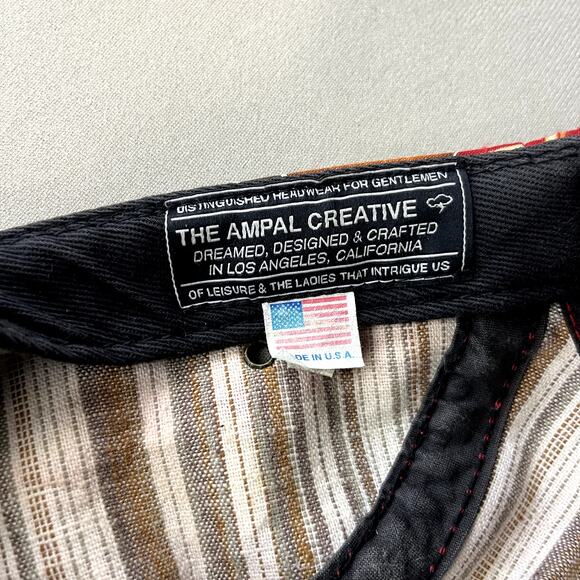 DISTINGUISHED HEADWEAR FOR GENTLEMEN
THE AMPAL CREATIVE
DREAMED, DESIGNED & CRAFTED
IN LOS ANGELES, CALIFORNIA
OF LEISURE & THE LADIES THAT INTRIGUE US
DE IN U.S.A.